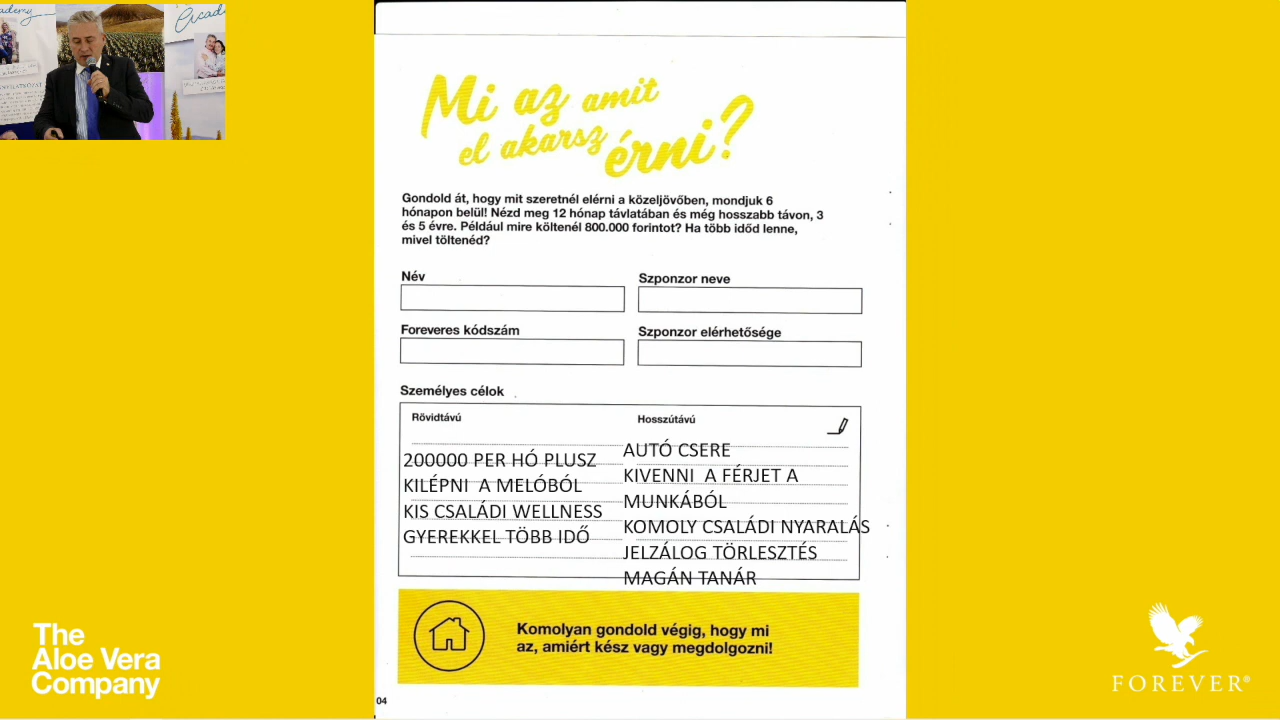 ademy
Academy
Mi az amit
el akarsz érni?
Gondold át, hogy mit szeretnél elérni a közeljövőben, mondjuk 6
hónapon belül! Nézd meg 12 hónap távlatában és még hosszabb távon, 3
és 5 évre. Például mire költenél 800.000 forintot? Ha több időd lenne,
mivel töltenéd?
Név
Szponzor neve
Foreveres kódszám
Szponzor elérhetősége
Személyes célok
Rövidtávú
200000 PER HÓ PLUSZ
KILÉPNI A MELÓBÓL
KIS CSALÁDI WELLNESS
GYEREKKEL TÖBB IDŐ
Hosszútávú
AUTÓ CSERE
KIVENNI A FÉRJET A
MUNKÁBÓL
KOMOLY CSALÁDI NYARALÁS
JELZÁLOG TÖRLESZTÉS
MAGÁN TANÁR
Komolyan gondold végig, hogy mi
az, amiért kész vagy megdolgozni!
04
The
Aloe Vera
Company
FOREVER®